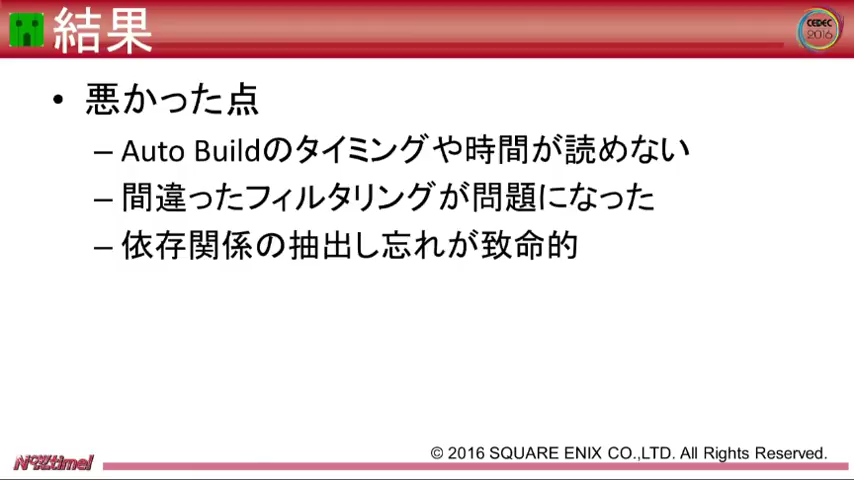 結果
CEDEC
2016
• 悪かった点
– Auto Buildのタイミングや時間が読めない
– 間違ったフィルタリングが問題になった
– 依存関係の抽出し忘れが致命的
© 2016 SQUARE ENIX CO.,LTD. All Rights Reserved.